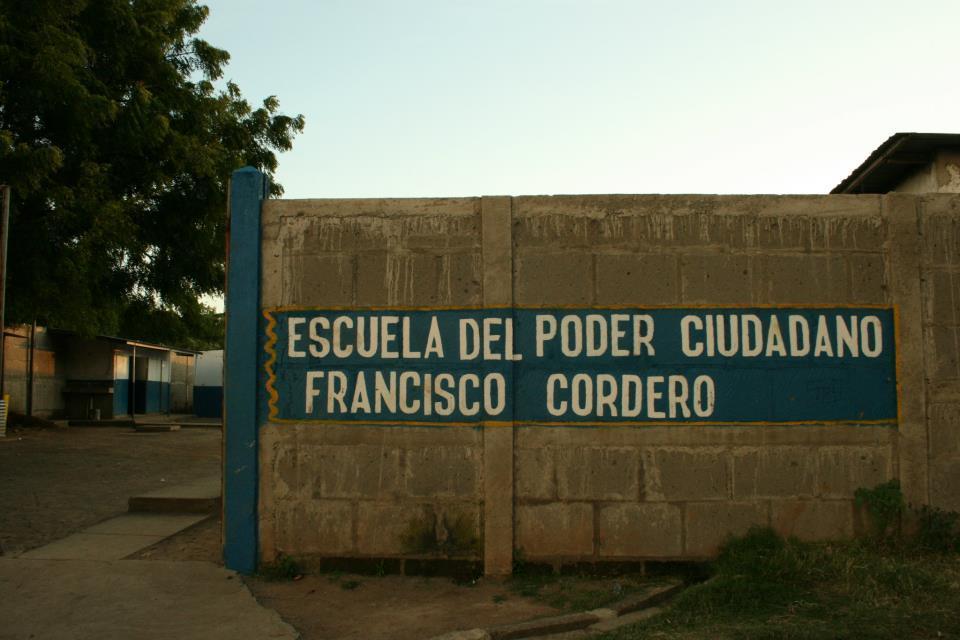 ESCUELA DEL PODER CIUDADANO
FRANCISCO CORDERO